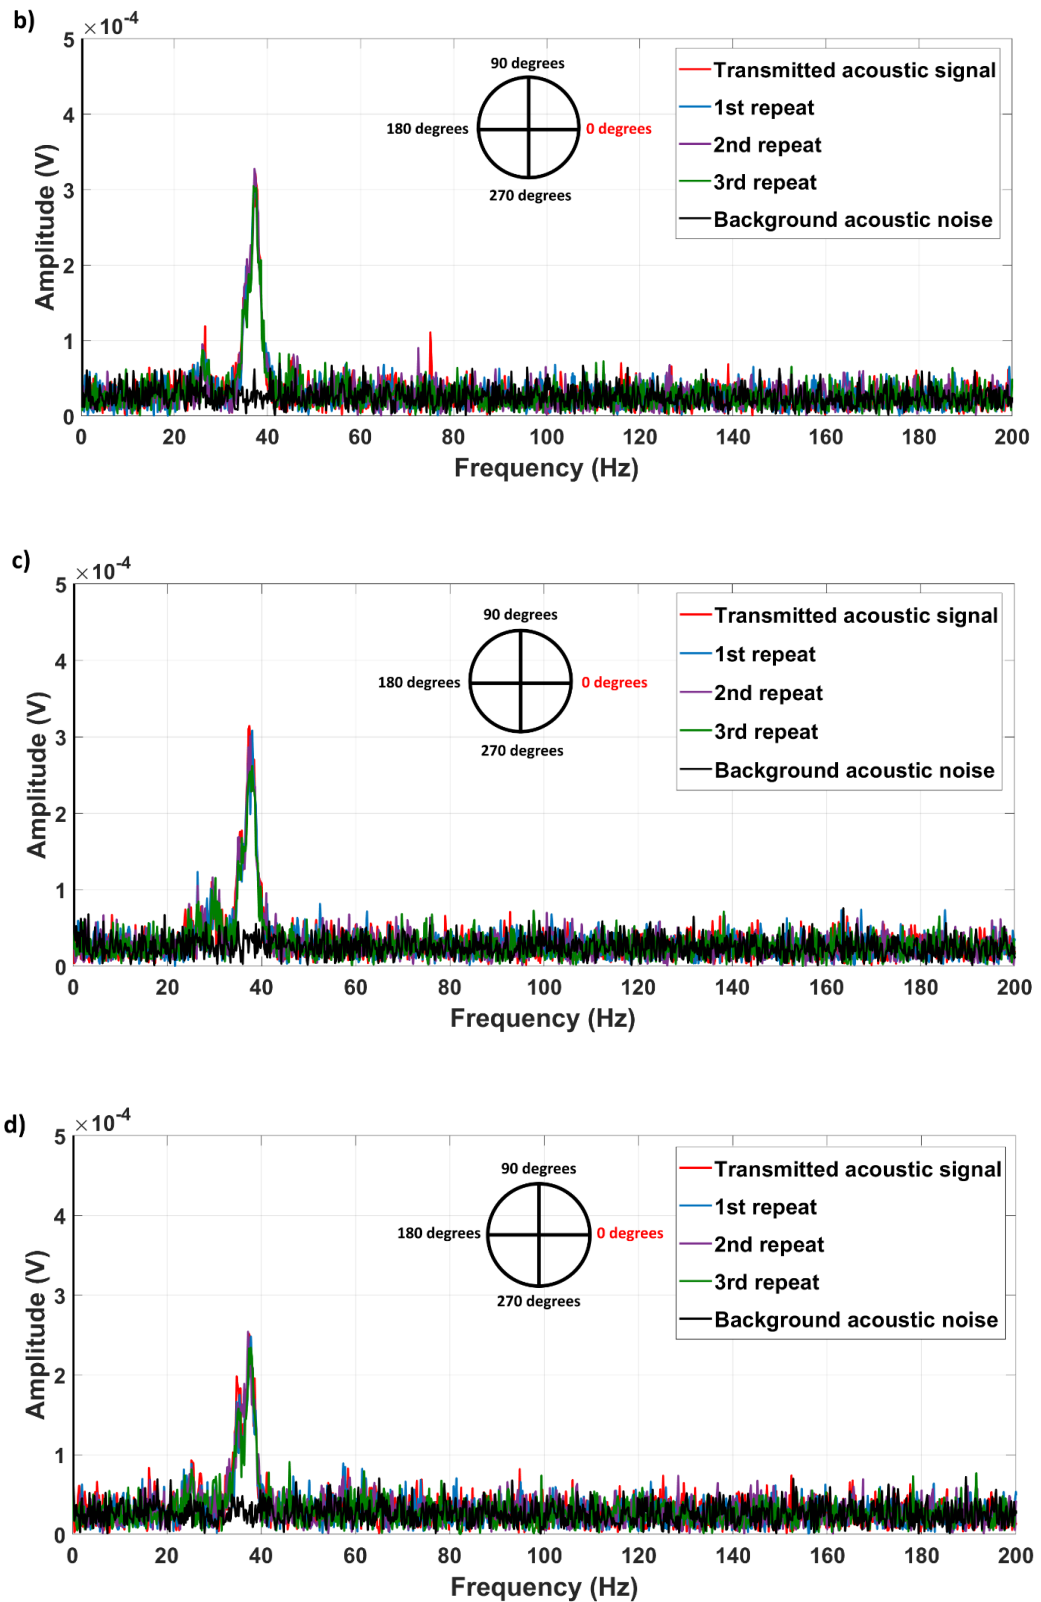 b)
×10-4
5
4
3
2
1
0
Amplitude (V)
90 degrees
180 degrees
0 degrees
270 degrees
Transmitted acoustic signal
1st repeat
2nd repeat
3rd repeat
Background acoustic noise
0 20 40 60 80 100 120 140 160 180 200
Frequency (Hz)
c)
×10-4
5
4
3
2
1
0
Amplitude (V)
90 degrees
180 degrees
0 degrees
270 degrees
Transmitted acoustic signal
1st repeat
2nd repeat
3rd repeat
Background acoustic noise
0 20 40 60 80 100 120 140 160 180 200
Frequency (Hz)
d)
×10-4
5
4
3
2
1
0
Amplitude (V)
90 degrees
180 degrees
0 degrees
270 degrees
Transmitted acoustic signal
1st repeat
2nd repeat
3rd repeat
Background acoustic noise
0 20 40 60 80 100 120 140 160 180 200
Frequency (Hz)